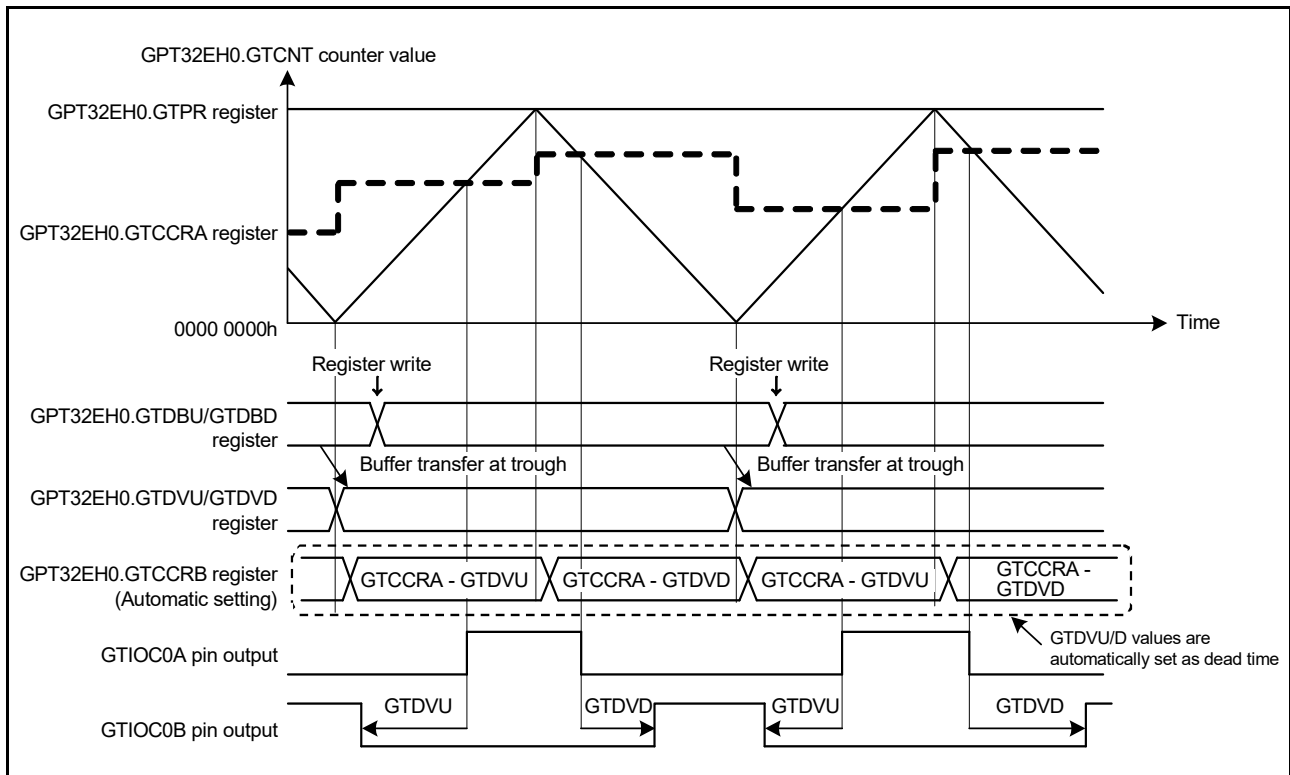 GPT32EH0.GTCNT counter value
GPT32EH0.GTPR register
GPT32EH0.GTCCRA register
0000 0000h
Time
Register write
Register write
GPT32EH0.GTDBU/GTDBD
register
Buffer transfer at trough
Buffer transfer at trough
GPT32EH0.GTDVU/GTDVD
register
GPT32EH0.GTCCRB register
(Automatic setting)
GTCCRA - GTDVU
GTCCRA - GTDVD
GTCCRA - GTDVU
GTCCRA -
GTDVD
GTDVU/D values are
automatically set as dead time
GTIOC0A pin output
GTDVU
GTDVD
GTDVU
GTDVD
GTIOC0B pin output